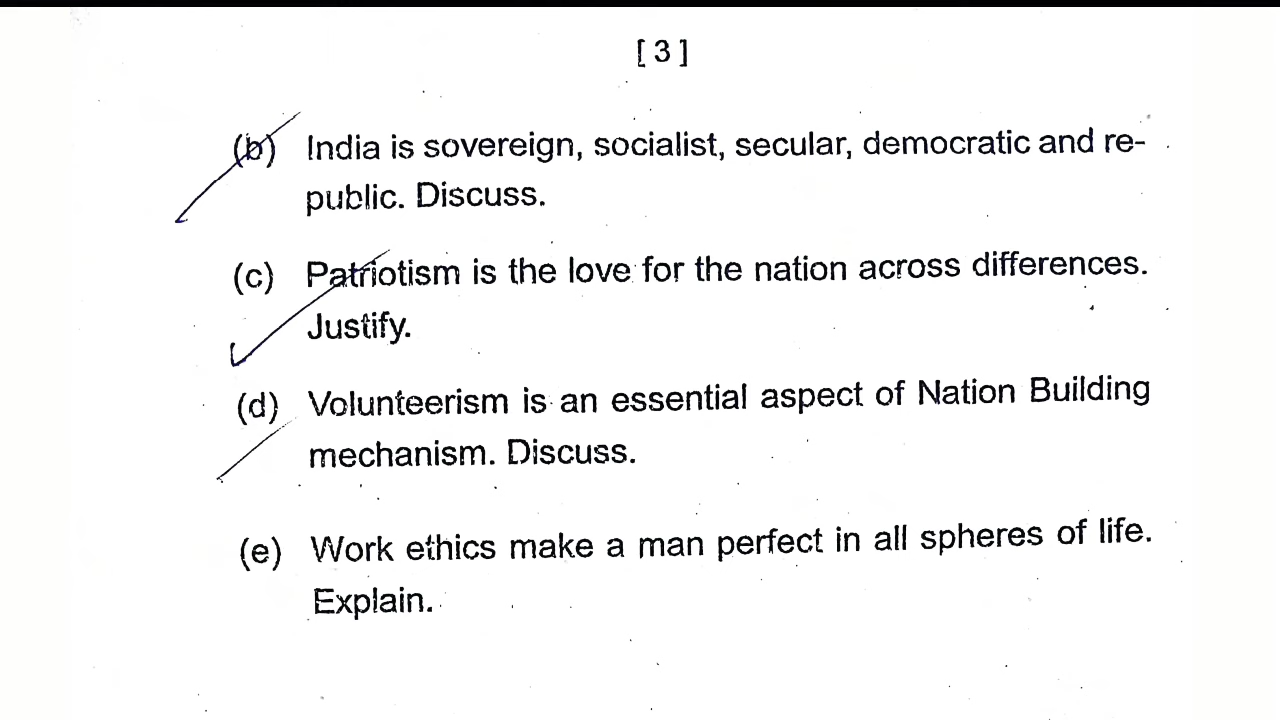 [ 3 ]
(b) India is sovereign, socialist, secular, democratic and re-
public. Discuss.
(c) Patriotism is the love for the nation across differences.
Justify.
(d) Volunteerism is an essential aspect of Nation Building
mechanism. Discuss.
(e) Work ethics make a man perfect in all spheres of life.
Explain.